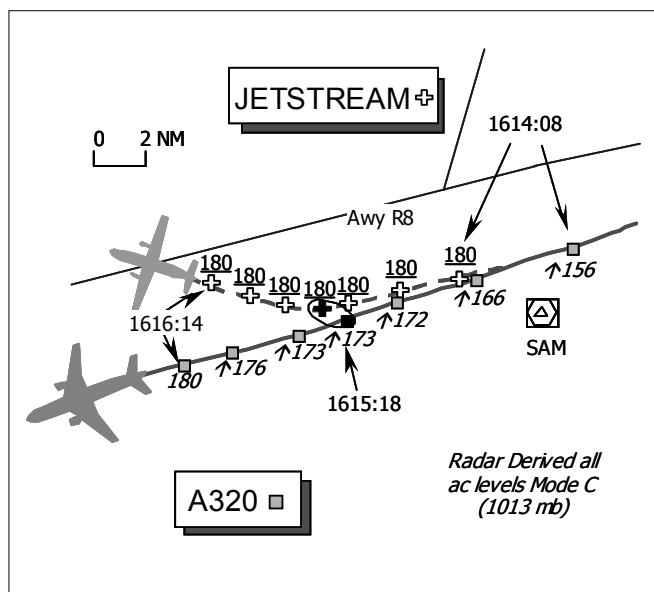 JETSTREAM
1614:08
0 2 NM
Awy R8
180
180
180
180
180
180
180
↑156
↑166
↑172
1616:14
↑173
↑173
↑176
180
SAM
1615:18
A320
Radar Derived all
ac levels Mode C
(1013 mb)